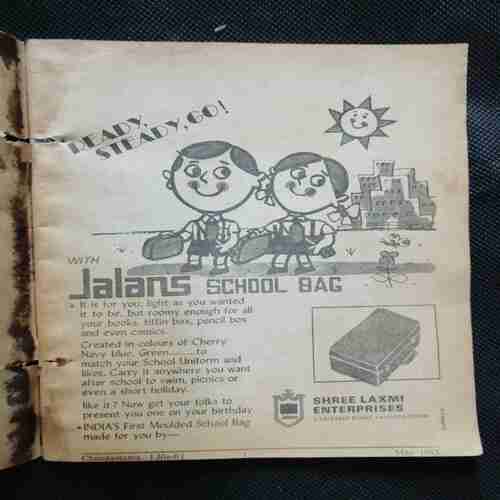 READY,
STEADY, GO!
WITH
Jalans SCHOOL BAG
It is for you, light as you wanted
it to be, but roomy enough for all
your books, tiffin box, pencil box
and even comics.
Created in colours of Cherry
Navy blue, Green.........to
match your School Uniform and
likes. Carry it anywhere you want
after school to swim, picnics or
even a short holiday.
like it? Now get your folks to
present you one on your birthday
INDIA'S First Moulded School Bag
made for you by—
SHREE LAXMI
ENTERPRISES
Chandamama
1
May 1983